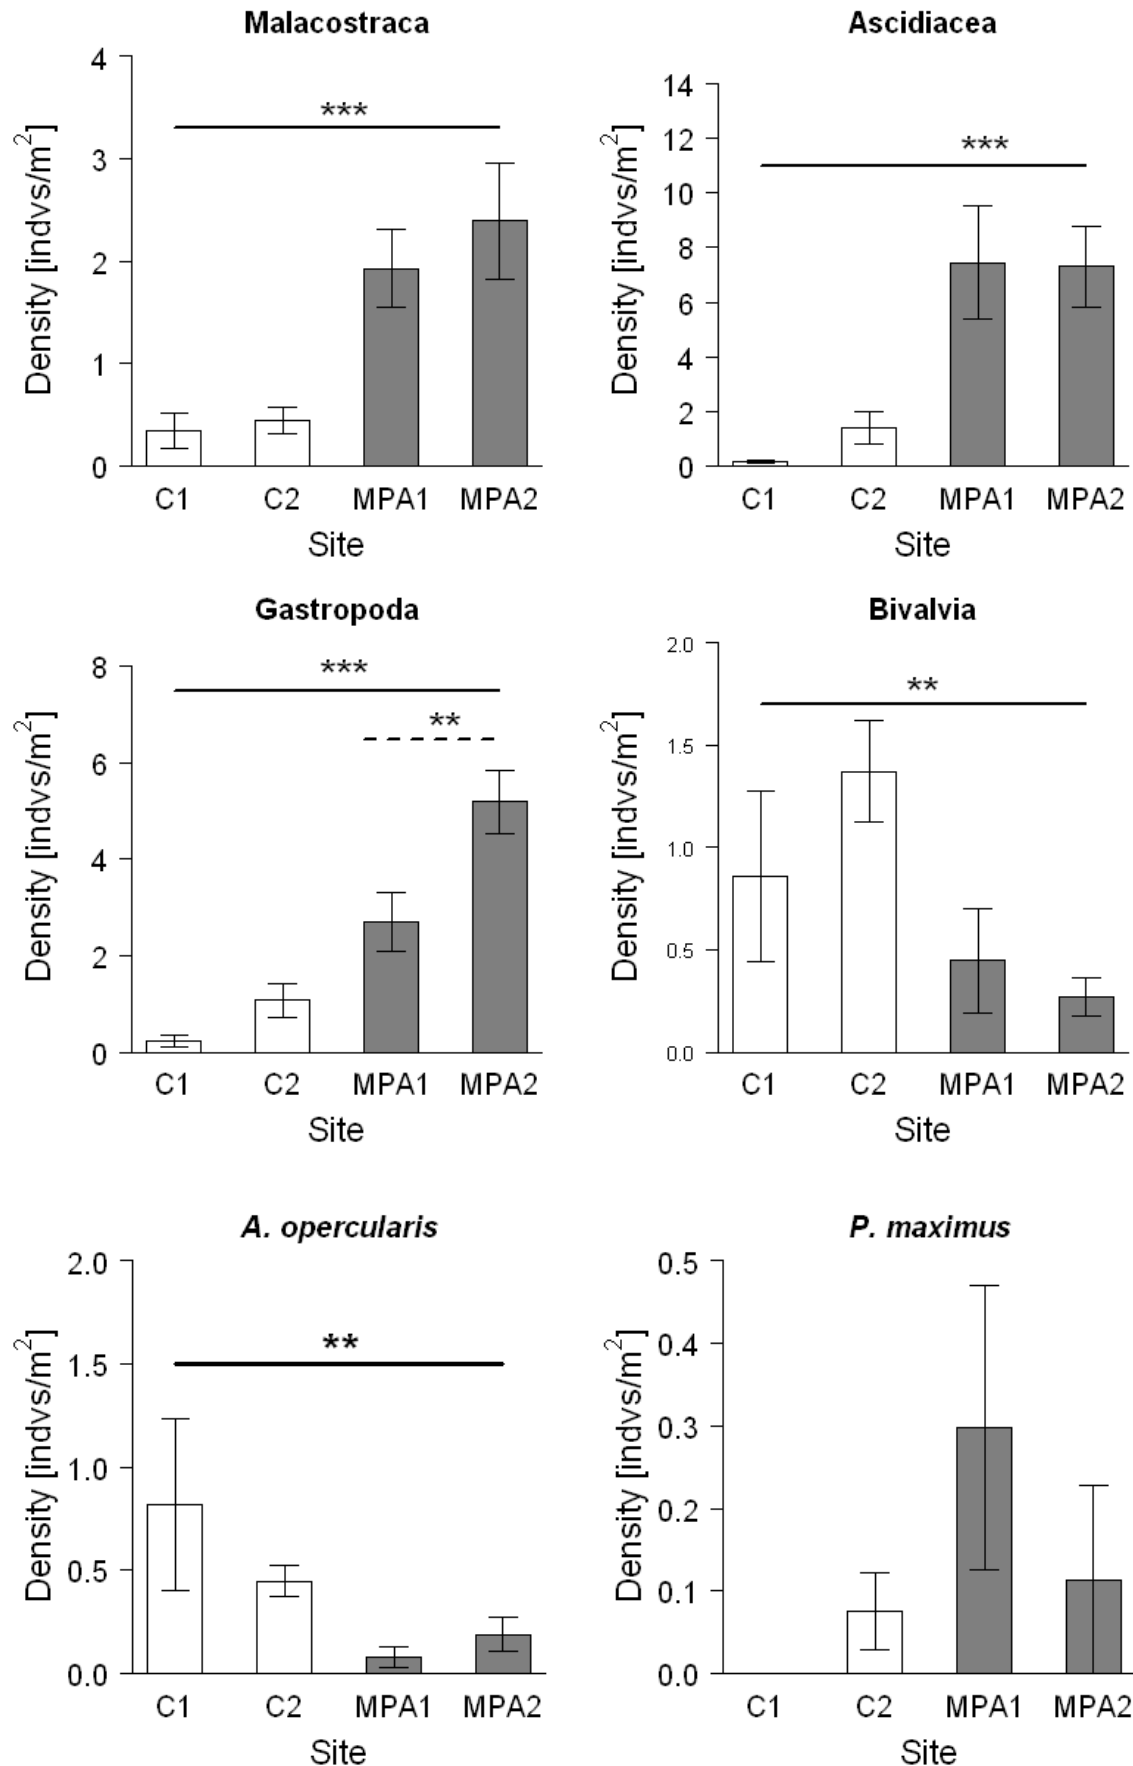 Malacostraca
***
Density [indvs/m²]
4
3
2
1
0
C1 C2 MPA1 MPA2
Site
Ascidiacea
***
Density [indvs/m²]
14
12
10
8
6
4
2
0
C1 C2 MPA1 MPA2
Site
Gastropoda
***
**
Density [indvs/m²]
8
6
4
2
0
C1 C2 MPA1 MPA2
Site
Bivalvia
**
Density [indvs/m²]
2.0
1.5
1.0
0.5
0.0
C1 C2 MPA1 MPA2
Site
A. opercularis
**
Density [indvs/m²]
2.0
1.5
1.0
0.5
0.0
C1 C2 MPA1 MPA2
Site
P. maximus
Density [indvs/m²]
0.5
0.4
0.3
0.2
0.1
0.0
C1 C2 MPA1 MPA2
Site